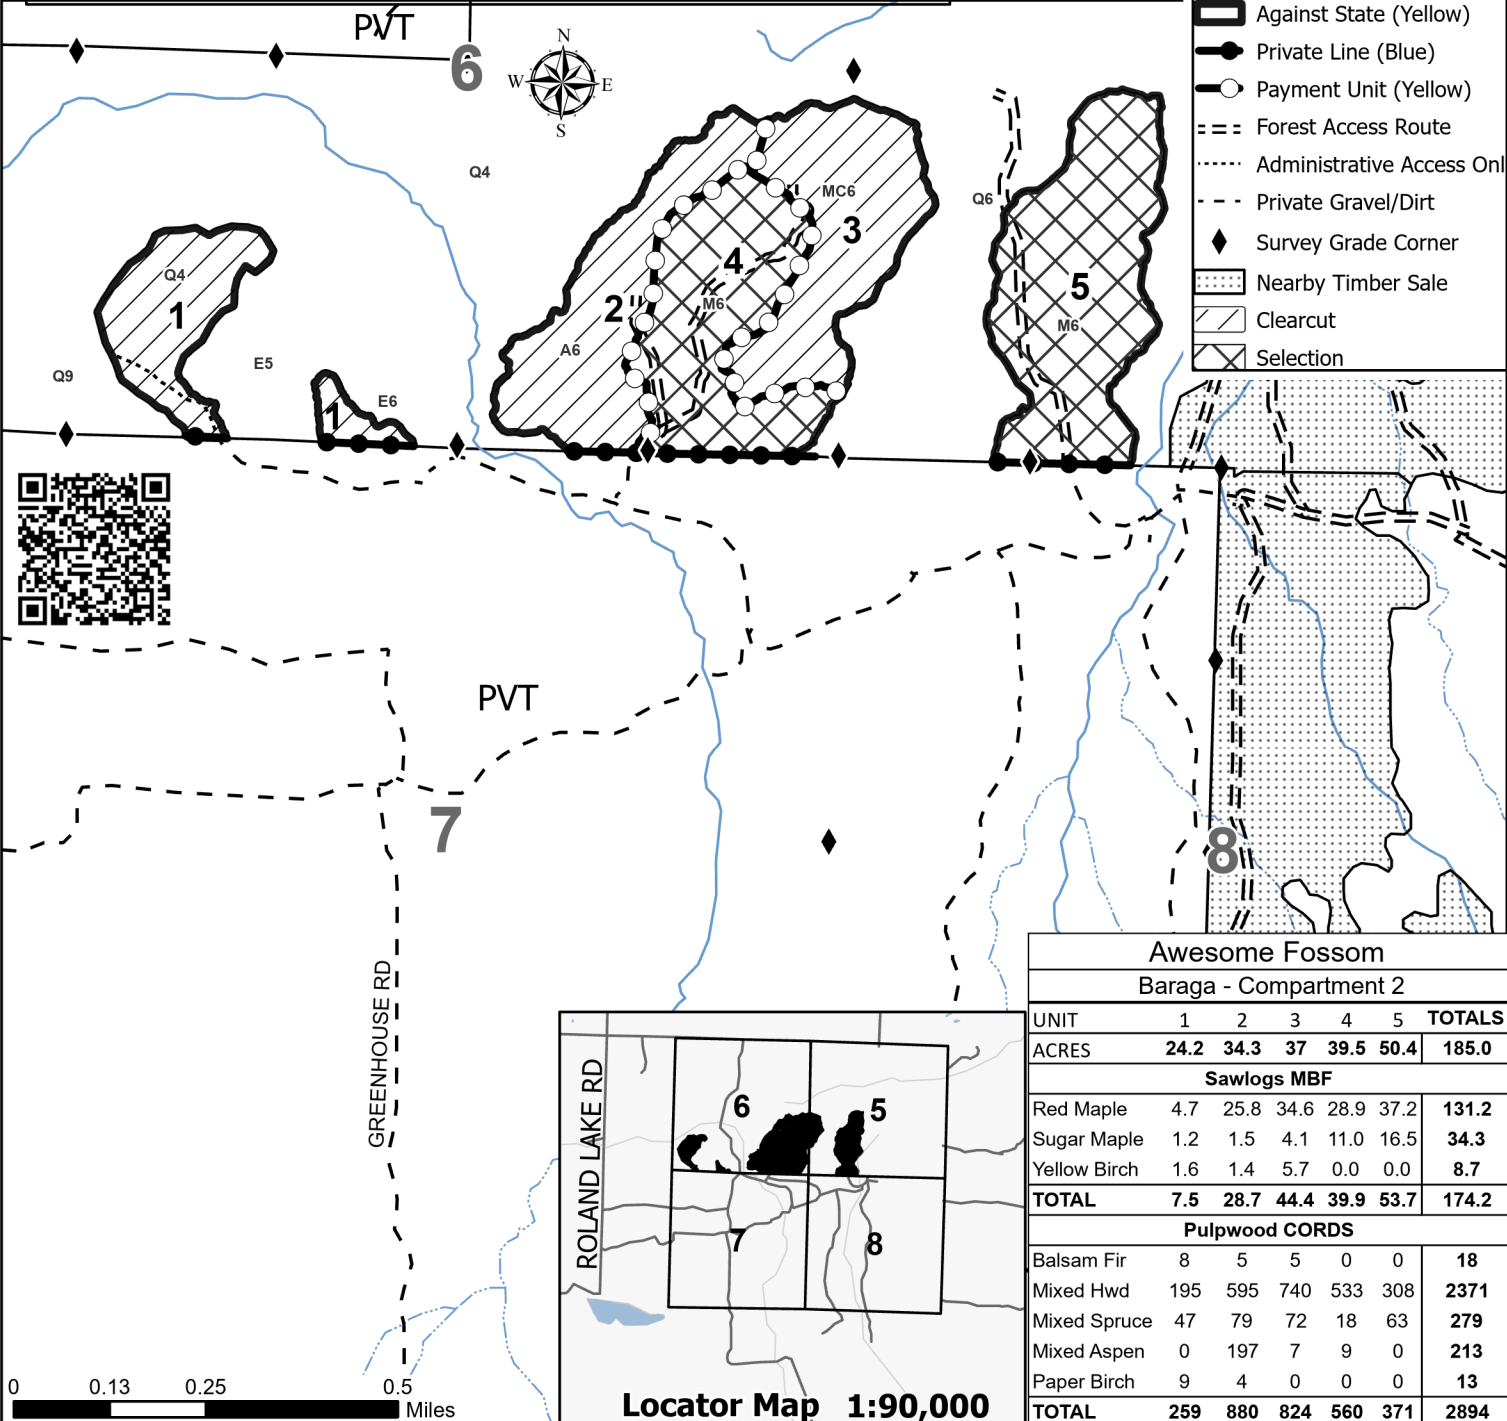 PVT
6
N
W E
S
Against State (Yellow)
Private Line (Blue)
Payment Unit (Yellow)
Forest Access Route
Administrative Access Onl
Private Gravel/Dirt
Survey Grade Corner
Nearby Timber Sale
Clearcut
Selection
Q4
Q4
1
Q9
E5
1
E6
2
A6
4
M6
MC6
3
Q6
5
M6
PVT
7
8
GREENHOUSE RD
0 0.13 0.25 0.5
Miles
ROLAND LAKE RD
6
5
7
8
Locator Map 1:90,000
Awesome Fossom
Baraga - Compartment 2
UNIT 1 2 3 4 5 TOTALS
ACRES 24.2 34.3 37 39.5 50.4 185.0
Sawlogs MBF
Red Maple 4.7 25.8 34.6 28.9 37.2 131.2
Sugar Maple 1.2 1.5 4.1 11.0 16.5 34.3
Yellow Birch 1.6 1.4 5.7 0.0 0.0 8.7
TOTAL 7.5 28.7 44.4 39.9 53.7 174.2
Pulpwood CORDS
Balsam Fir 8 5 5 0 0 18
Mixed Hwd 195 595 740 533 308 2371
Mixed Spruce 47 79 72 18 63 279
Mixed Aspen 0 197 7 9 0 213
Paper Birch 9 4 0 0 0 13
TOTAL 259 880 824 560 371 2894